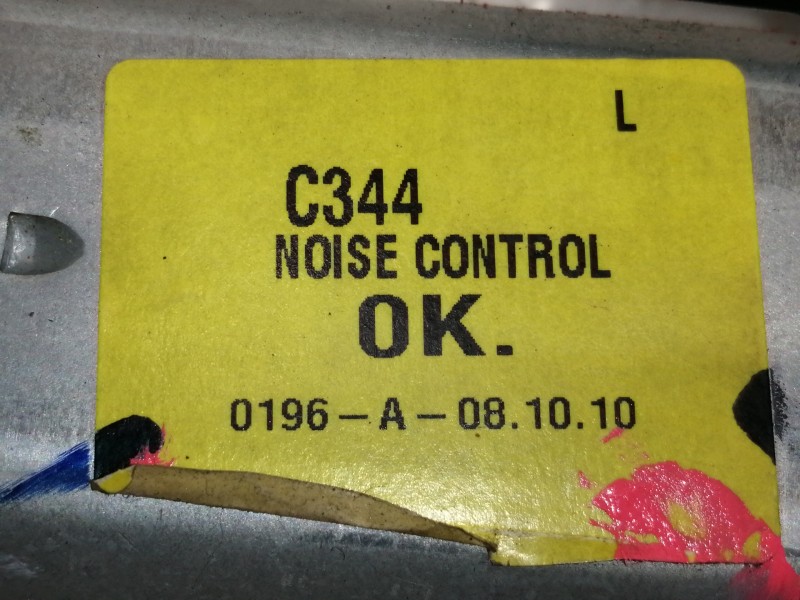 L
C344
NOISE CONTROL
OK.
0196-A-08.10.10